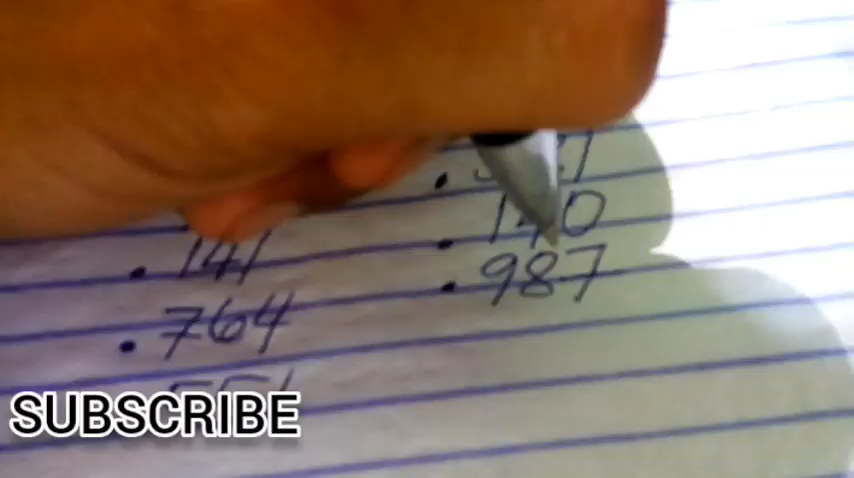 • 141
• 764
• 140
• 987
SUBSCRIBE